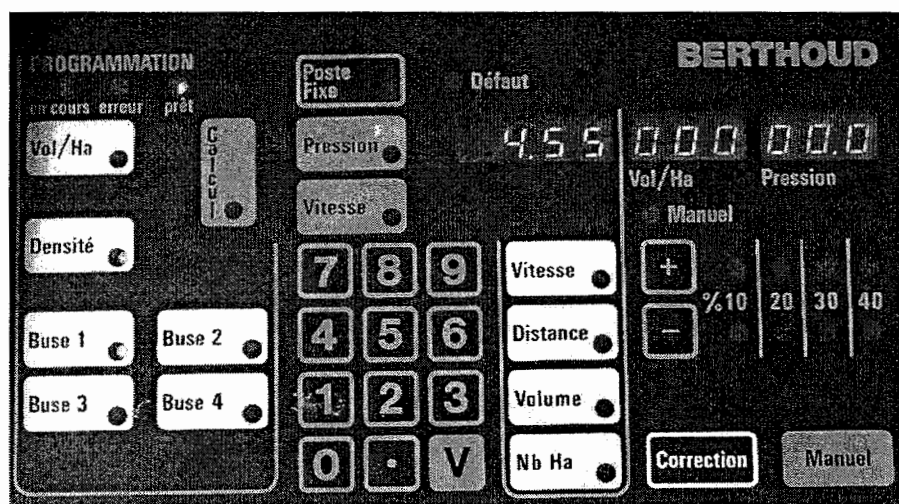 PROGRAMMATION
en cours erreur prêt
Vol/Ha
Calcul
Densité
Buse 1
Buse 2
Buse 3
Buse 4
Poste
Fixe
Pression
Vitesse
7 8 9
4 5 6
1 2 3
0 . V
Défaut
4.55
Vitesse
Distance
Volume
Nb Ha
BERTHOUD
000 00.0
Vol/Ha Pression
Manuel
+
-
%10 20 30 40
Correction
Manuel